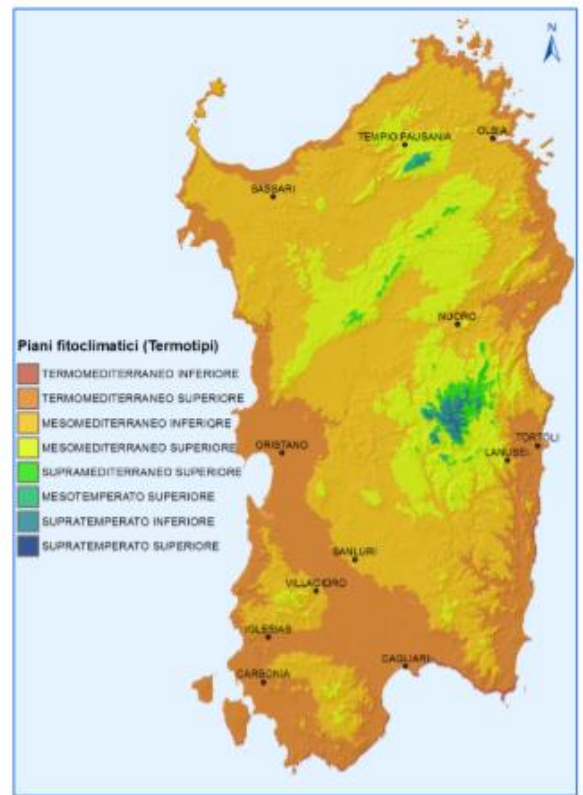 N
TEMPIO PAUSANIA
OLBIA
SASSARI
NUORO
Piani fitoclimatici (Termotipi)
TERMOMEDITERRANEO INFERIORE
TERMOMEDITERRANEO SUPERIORE
MESOMEDITERRANEO INFERIORE
MESOMEDITERRANEO SUPERIORE
SUPRAMEDITERANEO SUPERIORE
MESOTEMPERATO SUPERIORE
SUPRATEMPERATO INFERIORE
SUPRATEMPERATO SUPERIORE
ORISTANO
TORTOLI
LANUSEI
SANLURI
VILLACIDRO
IGLESIAS
CAGLIARI
CARBONIA